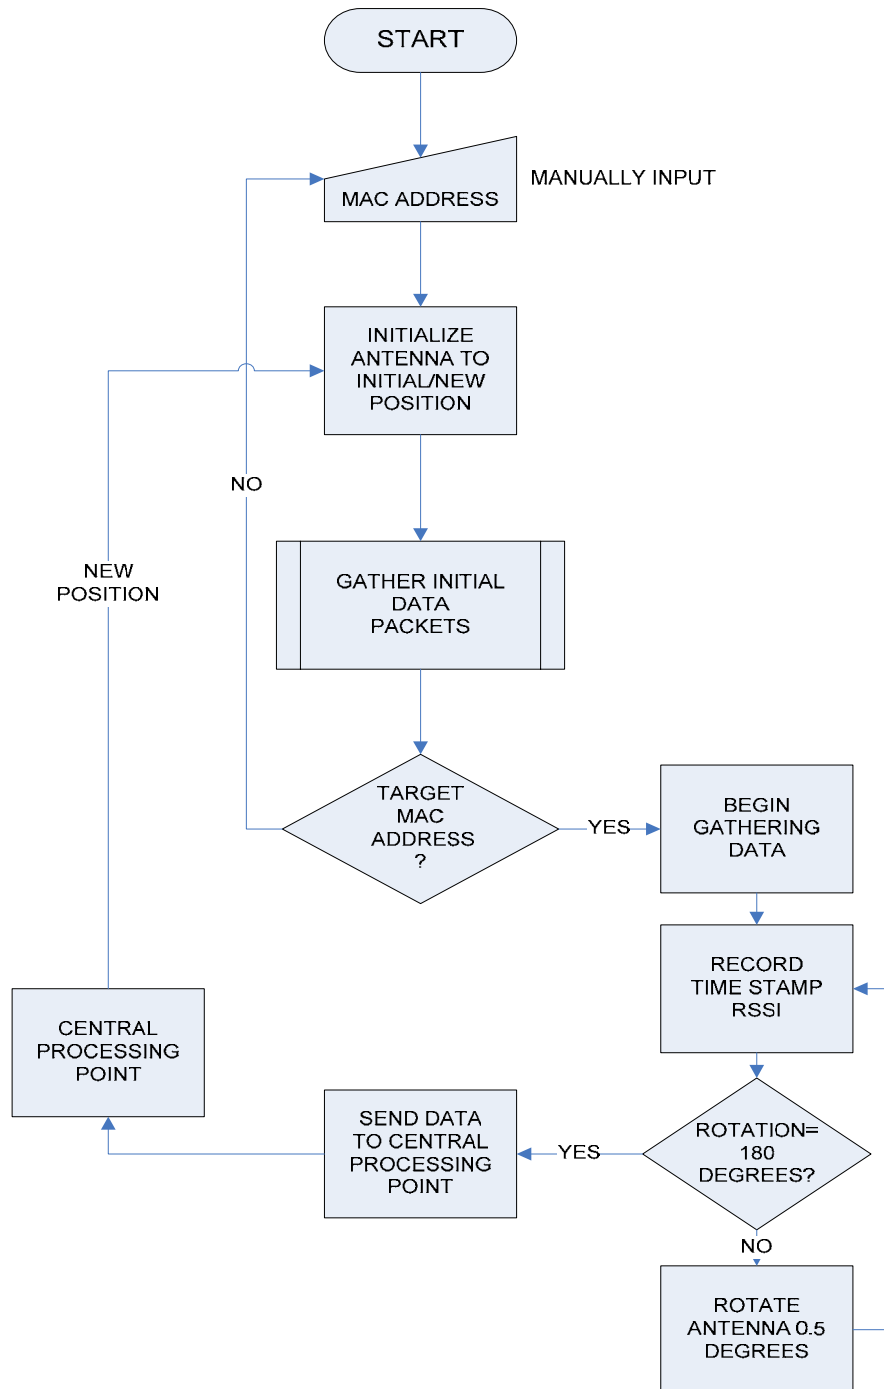 START
MAC ADDRESS
MANUALLY INPUT
INITIALIZE
ANTENNA TO
INITIAL/NEW
POSITION
NO
NEW
POSITION
GATHER INITIAL
DATA
PACKETS
TARGET
MAC
ADDRESS
?
YES
BEGIN
GATHERING
DATA
RECORD
TIME STAMP
RSSI
CENTRAL
PROCESSING
POINT
SEND DATA
TO CENTRAL
PROCESSING
POINT
YES
ROTATION=
180
DEGREES?
NO
ROTATE
ANTENNA 0.5
DEGREES